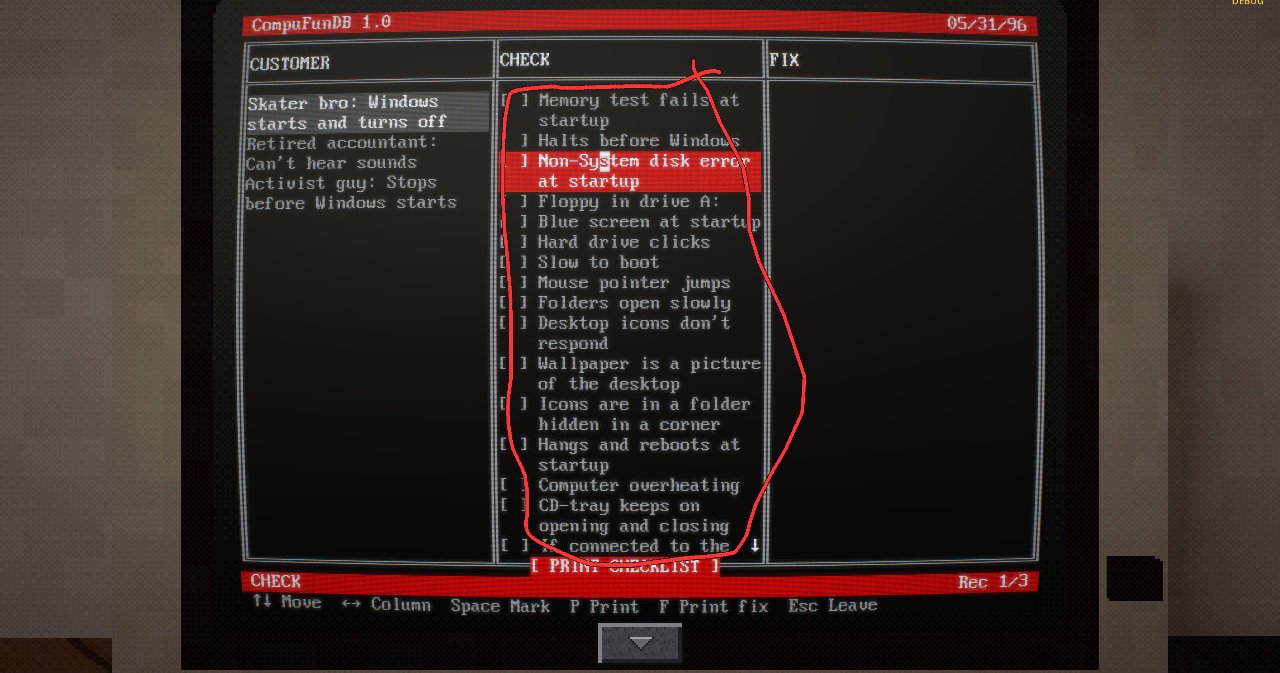 DEBUG
CompuFunDB 1.0
05/31/96
CUSTOMER
CHECK
FIX
Skater bro: Windows
starts and turns off
Retired accountant:
Can't hear sounds
Activist guy: Stops
before Windows starts
[ ] Memory test fails at
startup
] Halts before Windows
] Non-System disk error
at startup
] Floppy in drive A:
] Blue screen at startup
[ ] Hard drive clicks
[ ] Slow to boot
[ ] Mouse pointer jumps
[ ] Folders open slowly
[ ] Desktop icons don't
respond
[ ] Wallpaper is a picture
of the desktop
[ ] Icons are in a folder
hidden in a corner
[ ] Hangs and reboots at
startup
[ ] Computer overheating
[ ] CD-tray keeps on
opening and closing
[ ] If connected to the ↓
[ PRINT CHECKLIST ]
CHECK
Rec 1/3
↑↓ Move ↔ Column Space Mark P Print F Print fix Esc Leave